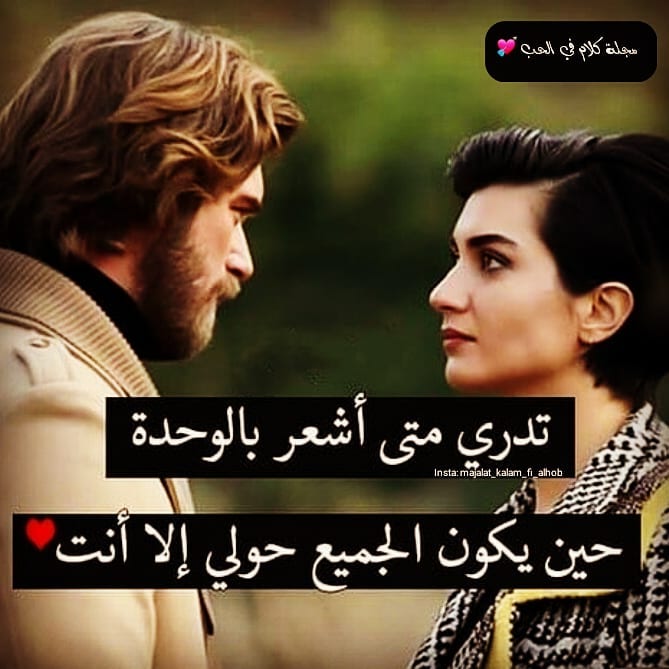 مجلة كلام في الحب 💘
تدري متى أشعر بالوحدة
Insta: majalat_kalam_fi_alhob
حين يكون الجميع حولي إلا أنت♥